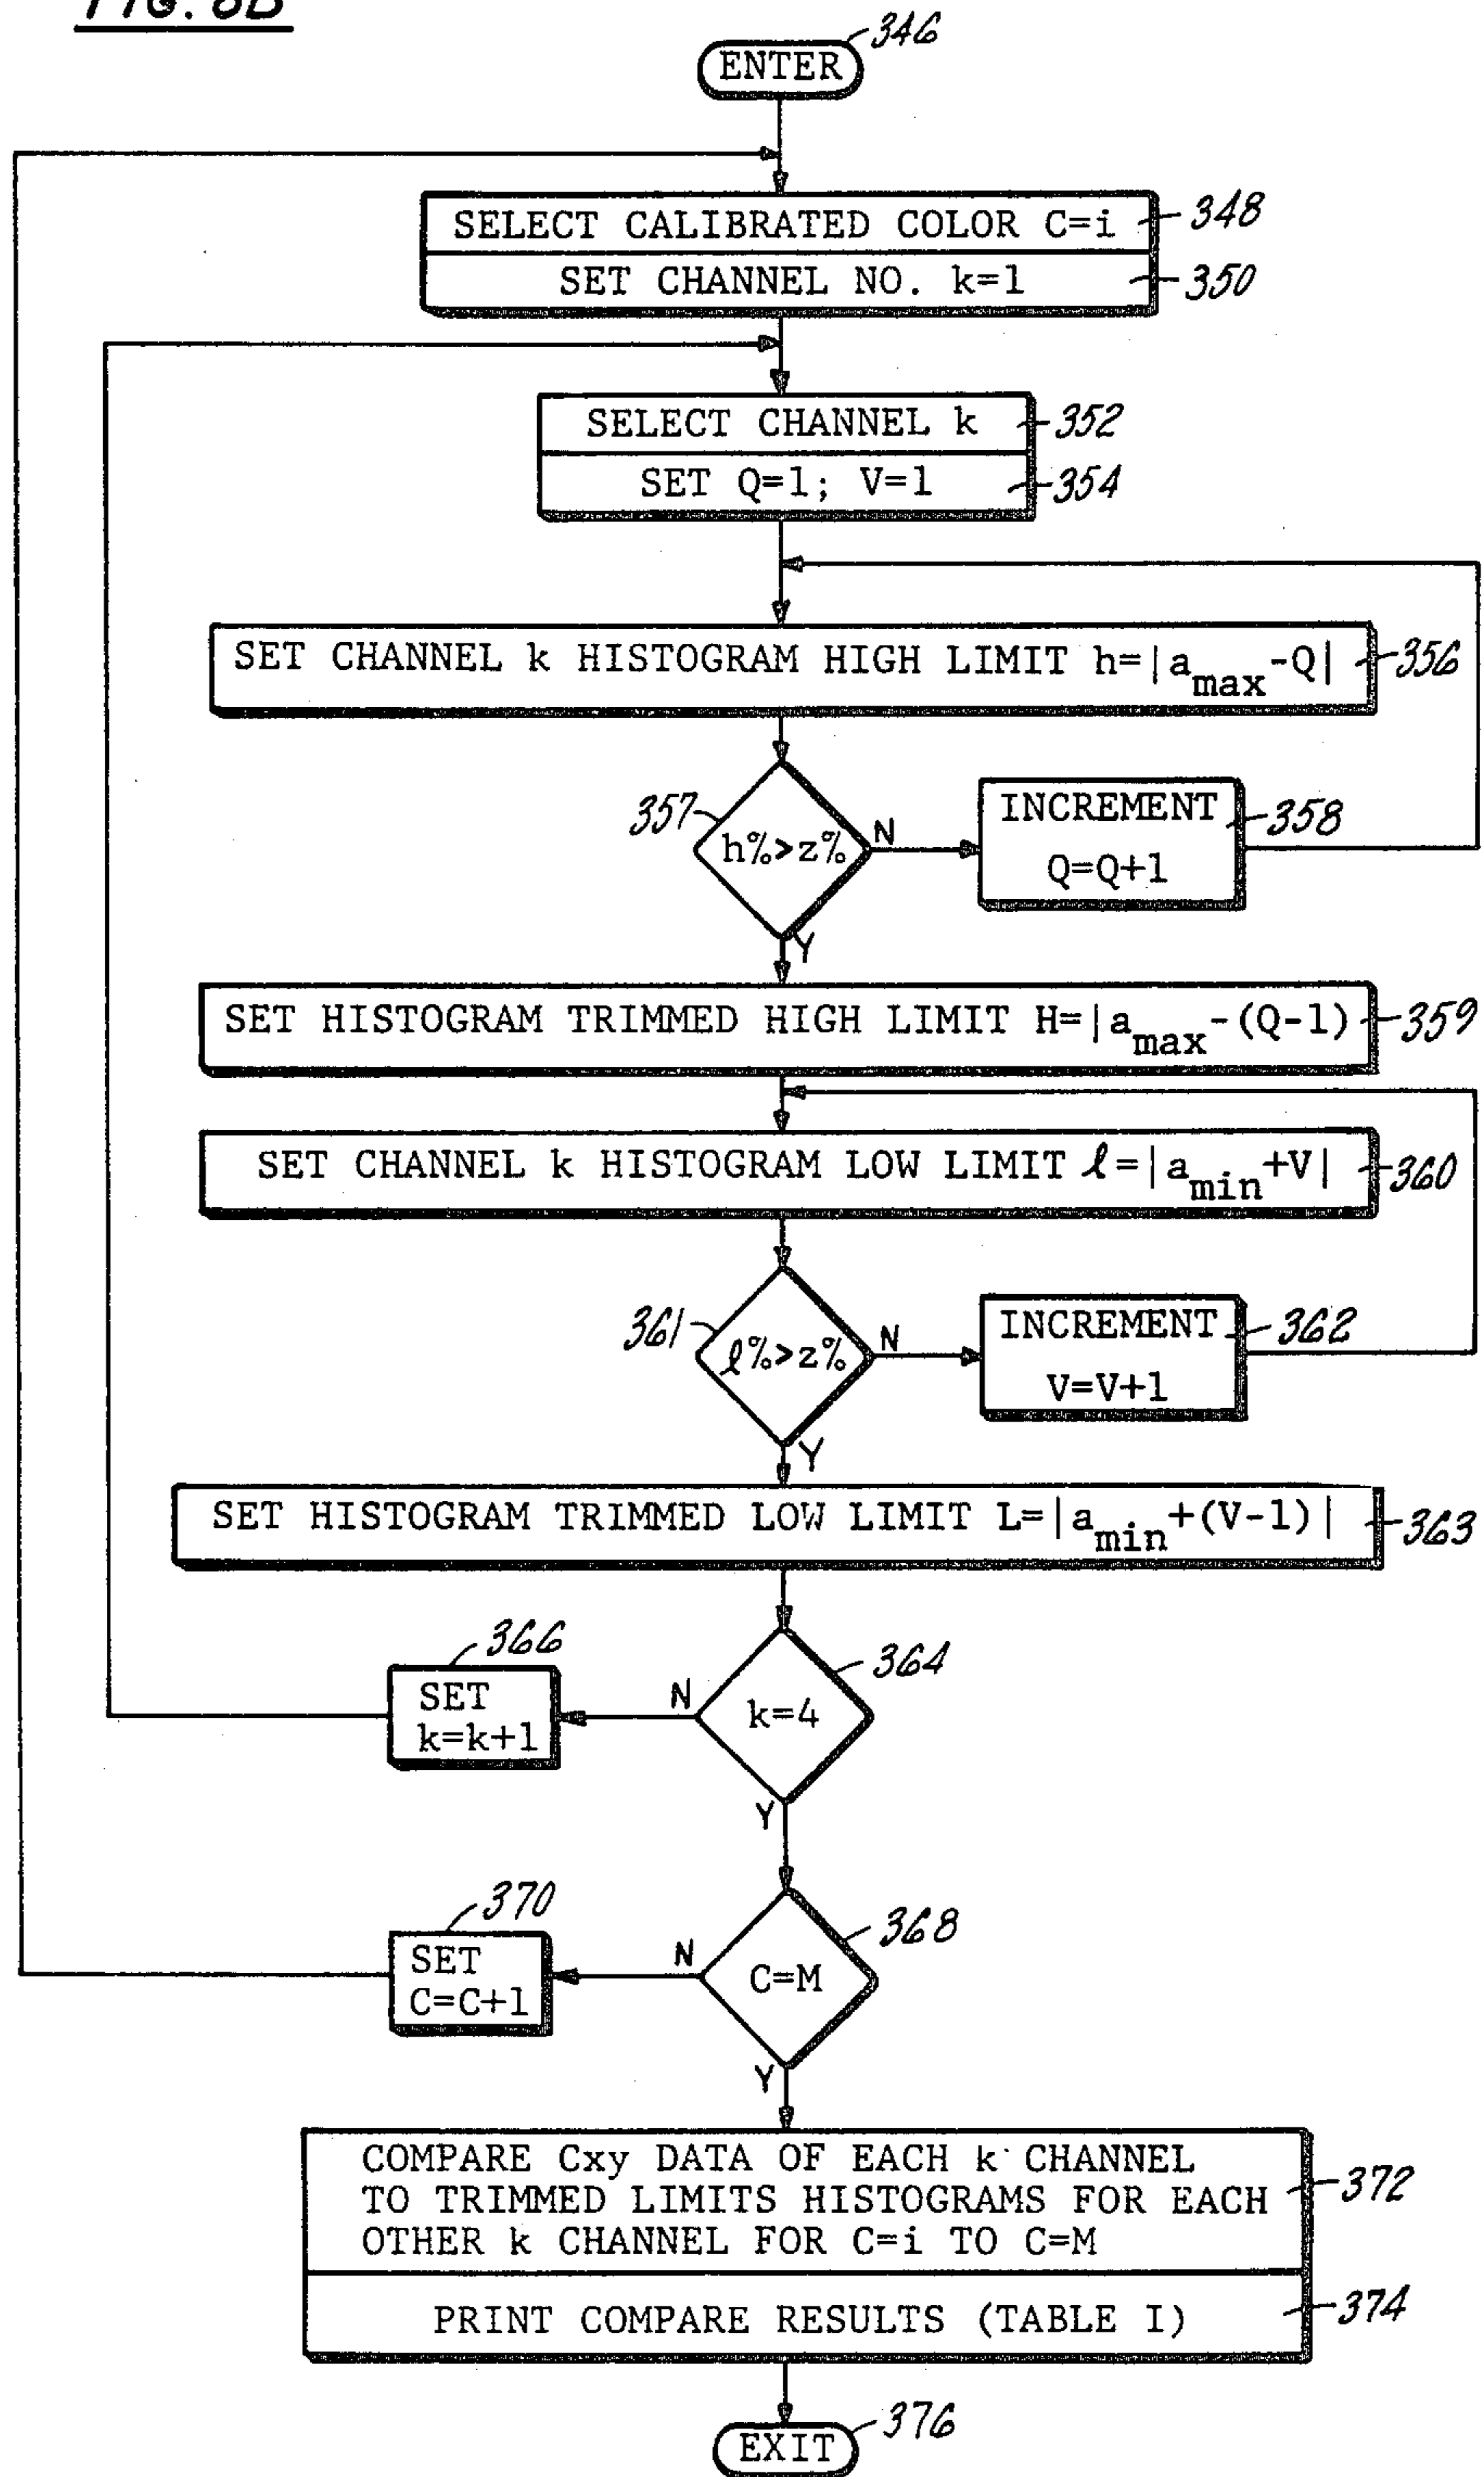 FIG. 8B
346
ENTER
SELECT CALIBRATED COLOR C=i
348
SET CHANNEL NO. k=1
350
SELECT CHANNEL k
352
SET Q=1; V=1
354
SET CHANNEL k HISTOGRAM HIGH LIMIT h=|a_max-Q|
356
357
h%>z%
N
INCREMENT
Q=Q+1
358
Y
SET HISTOGRAM TRIMMED HIGH LIMIT H=|a_max-(Q-1)
359
SET CHANNEL k HISTOGRAM LOW LIMIT ℓ=|a_min+V|
360
361
ℓ%>z%
N
INCREMENT
V=V+1
362
Y
SET HISTOGRAM TRIMMED LOW LIMIT L=|a_min+(V-1)|
363
366
SET
k=k+1
N
k=4
364
Y
370
SET
C=C+1
N
C=M
368
Y
COMPARE Cxy DATA OF EACH k CHANNEL
TO TRIMMED LIMITS HISTOGRAMS FOR EACH
OTHER k CHANNEL FOR C=i TO C=M
372
PRINT COMPARE RESULTS (TABLE I)
374
EXIT
376